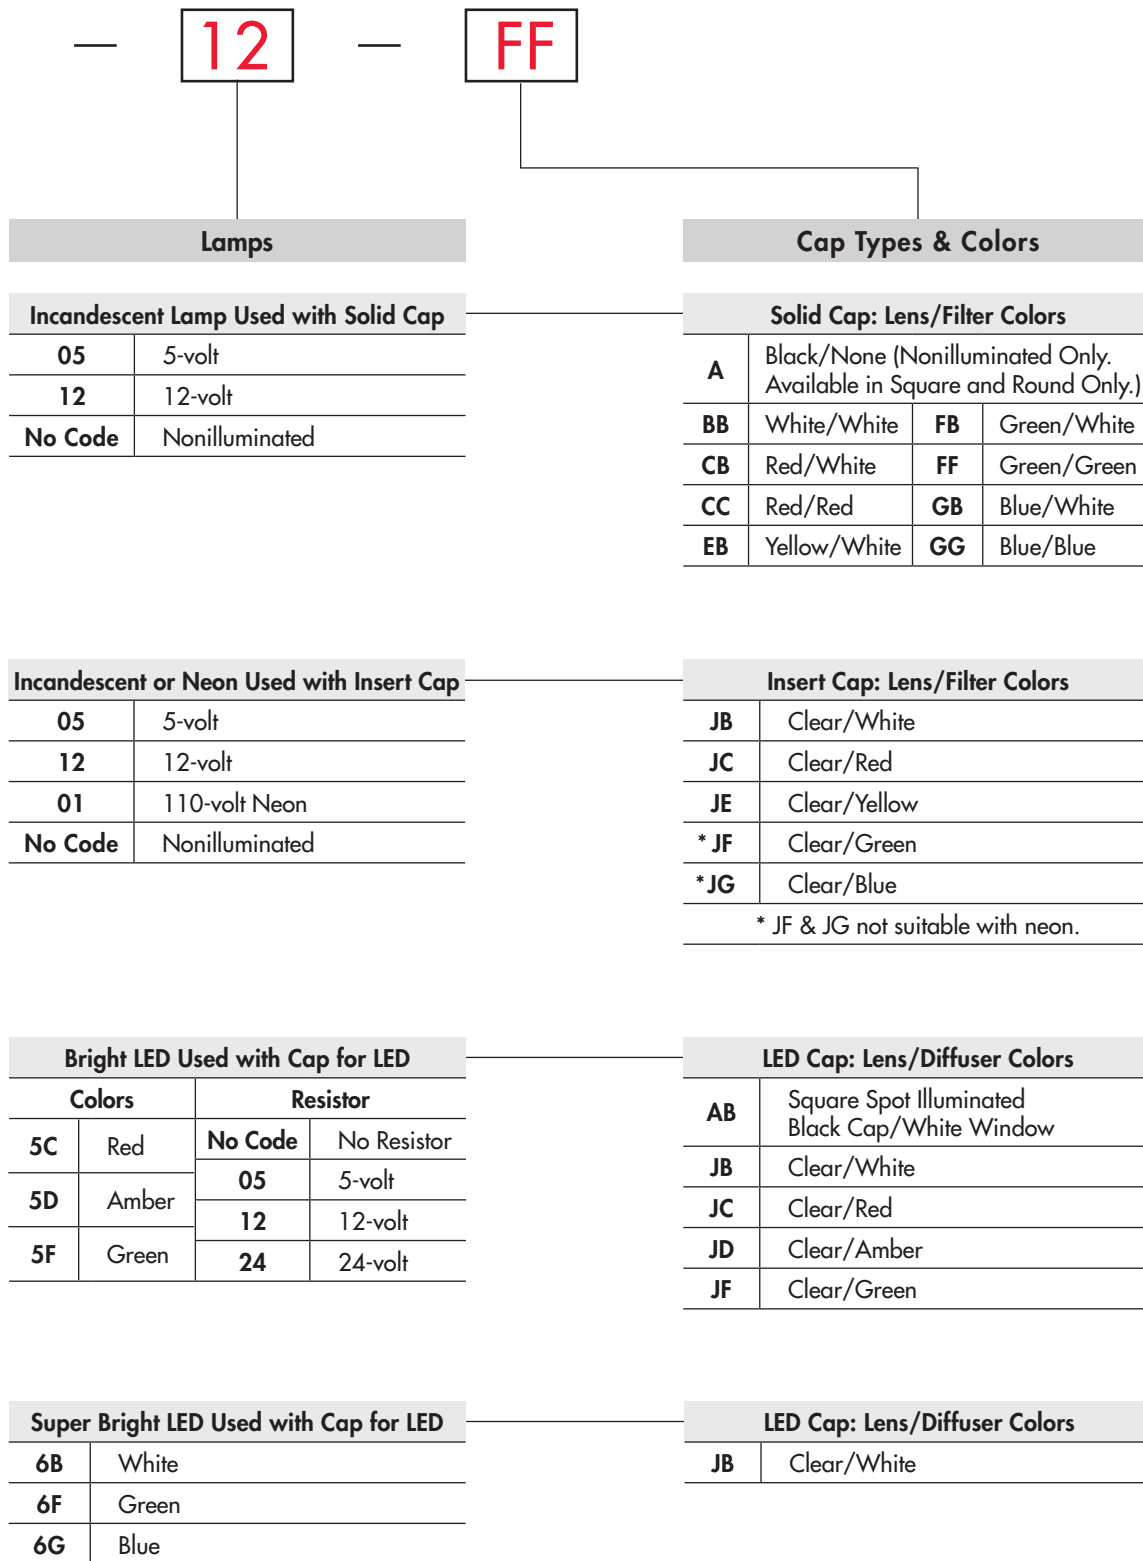 — 12 — FF
Lamps
Cap Types & Colors
Incandescent Lamp Used with Solid Cap
05 5-volt
12 12-volt
No Code Nonilluminated
Solid Cap: Lens/Filter Colors
A Black/None (Nonilluminated Only.
Available in Square and Round Only.)
BB White/White FB Green/White
CB Red/White FF Green/Green
CC Red/Red GB Blue/White
EB Yellow/White GG Blue/Blue
Incandescent or Neon Used with Insert Cap
05 5-volt
12 12-volt
01 110-volt Neon
No Code Nonilluminated
Insert Cap: Lens/Filter Colors
JB Clear/White
JC Clear/Red
JE Clear/Yellow
* JF Clear/Green
* JG Clear/Blue
* JF & JG not suitable with neon.
Bright LED Used with Cap for LED
Colors Resistor
5C Red
5D Amber
5F Green
No Code No Resistor
05 5-volt
12 12-volt
24 24-volt
LED Cap: Lens/Diffuser Colors
AB Square Spot Illuminated
Black Cap/White Window
JB Clear/White
JC Clear/Red
JD Clear/Amber
JF Clear/Green
Super Bright LED Used with Cap for LED
6B White
6F Green
6G Blue
LED Cap: Lens/Diffuser Colors
JB Clear/White